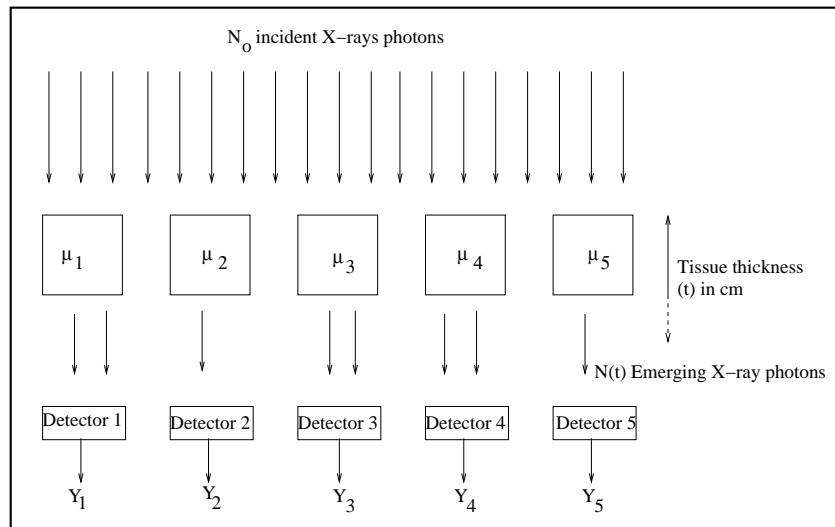 N₀ incident X−rays photons
μ₁ μ₂ μ₃ μ₄ μ₅
Tissue thickness
(t) in cm
N(t) Emerging X−ray photons
Detector 1 Detector 2 Detector 3 Detector 4 Detector 5
Y₁ Y₂ Y₃ Y₄ Y₅